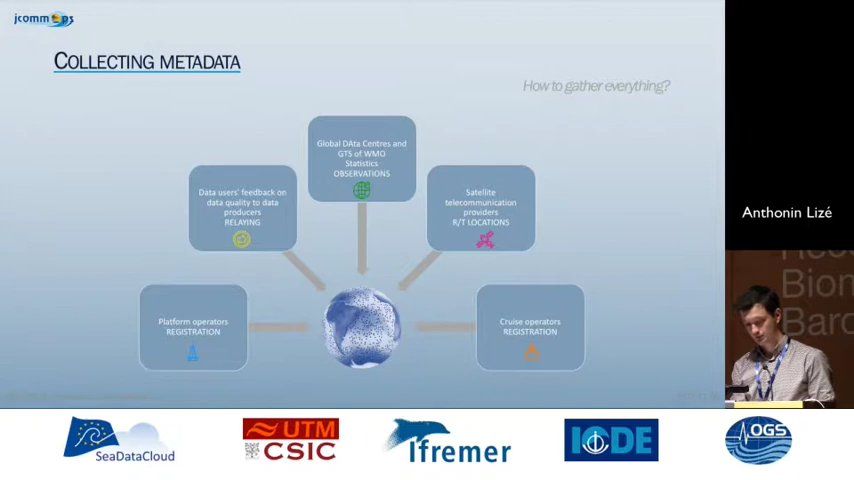 jcommops
COLLECTING METADATA
How to gather everything?
Global DAta Centres and
GTS of WMO
Statistics
OBSERVATIONS
Data users' feedback on
data quality to data
producers
RELAYING
Satellite
telecommunication
providers
R/T LOCATIONS
Platform operators
REGISTRATION
Cruise operators
REGISTRATION
Anthonin Lizé
Biom
Barc
SeaDataCloud
UTM
CSIC
Ifremer
IODE
OGS